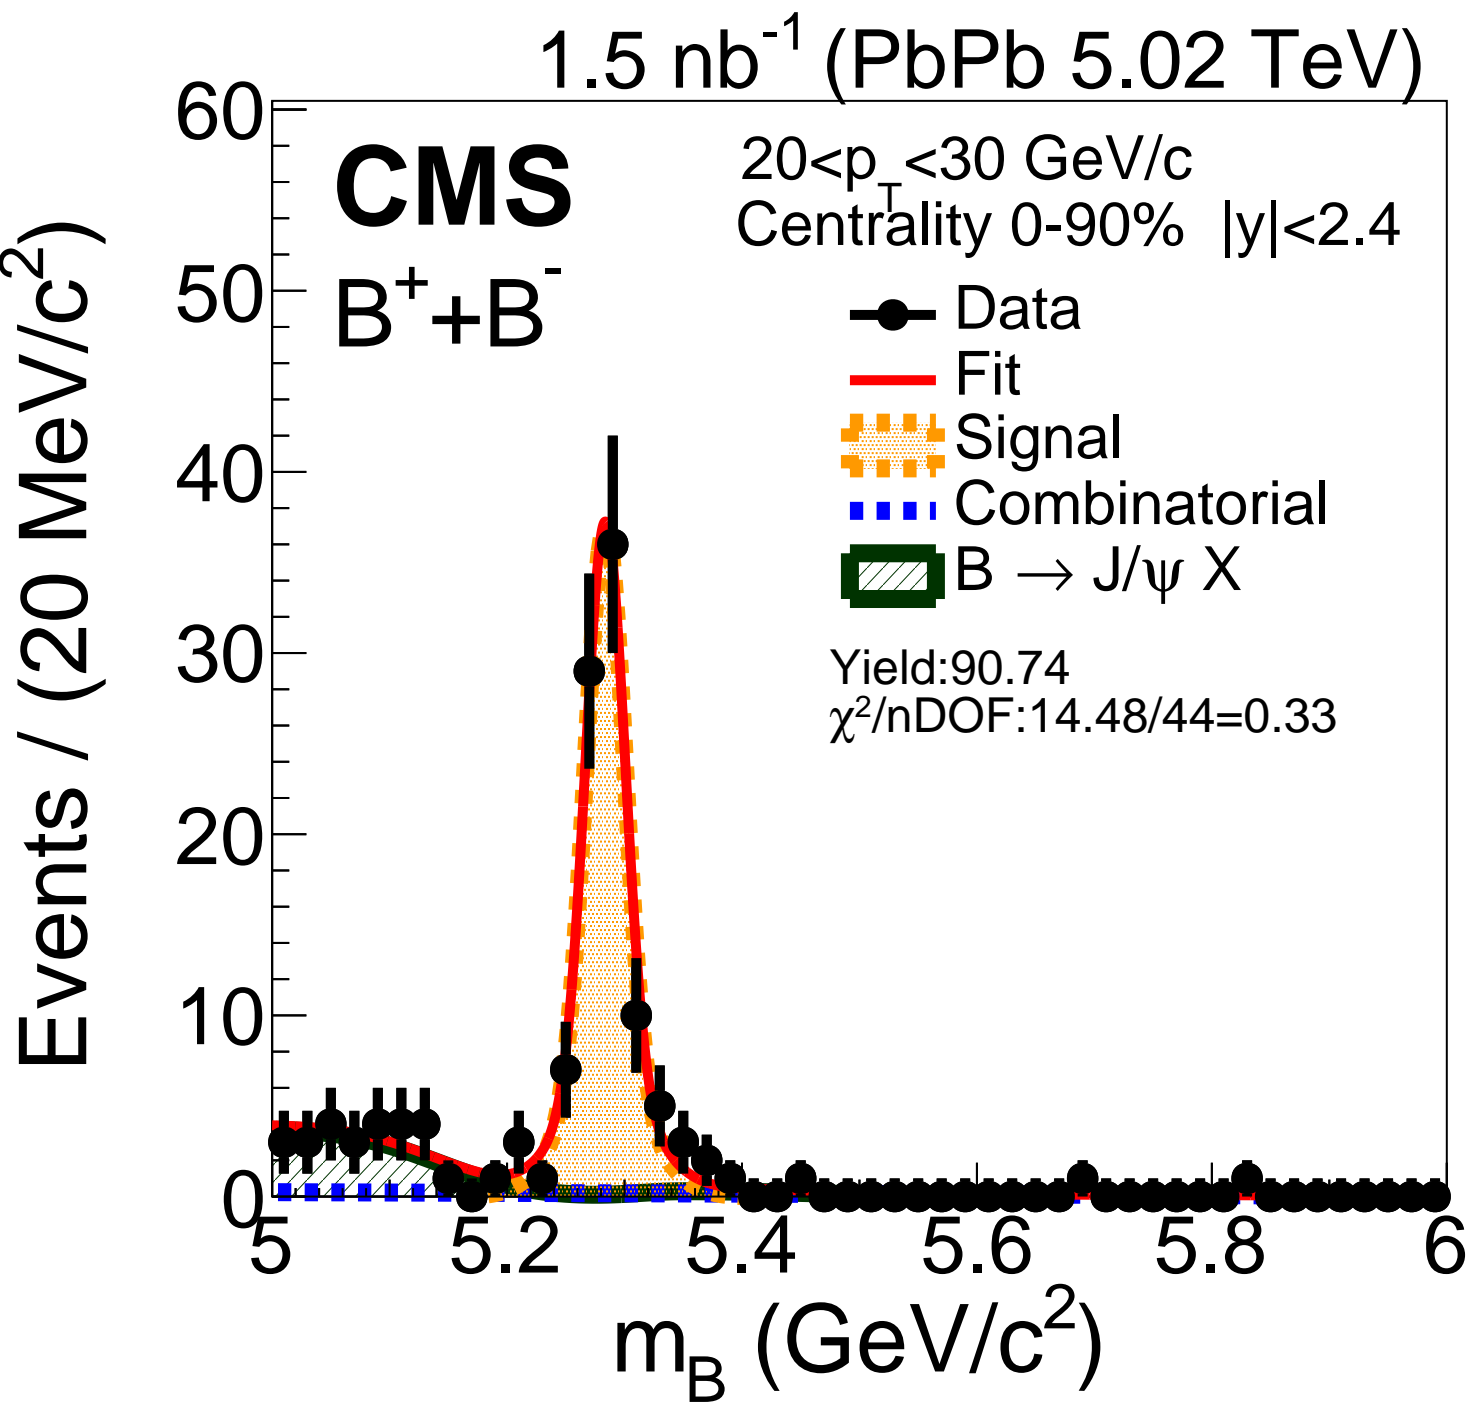 1.5 nb⁻¹ (PbPb 5.02 TeV)
CMS
B⁺+B⁻
20<p_T<30 GeV/c
Centrality 0-90% |y|<2.4
Data
Fit
Signal
Combinatorial
B → J/ψ X
Yield:90.74
χ²/nDOF:14.48/44=0.33
Events / (20 MeV/c²)
60
50
40
30
20
10
0
5 5.2 5.4 5.6 5.8 6
m_B (GeV/c²)